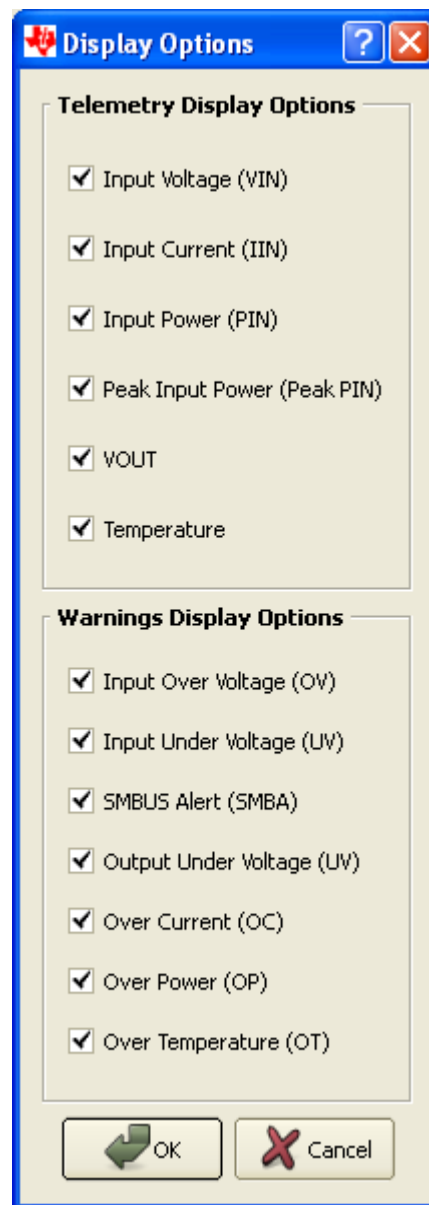 Display Options
Telemetry Display Options
Input Voltage (VIN)
Input Current (IIN)
Input Power (PIN)
Peak Input Power (Peak PIN)
VOUT
Temperature
Warnings Display Options
Input Over Voltage (OV)
Input Under Voltage (UV)
SMBUS Alert (SMBA)
Output Under Voltage (UV)
Over Current (OC)
Over Power (OP)
Over Temperature (OT)
OK Cancel